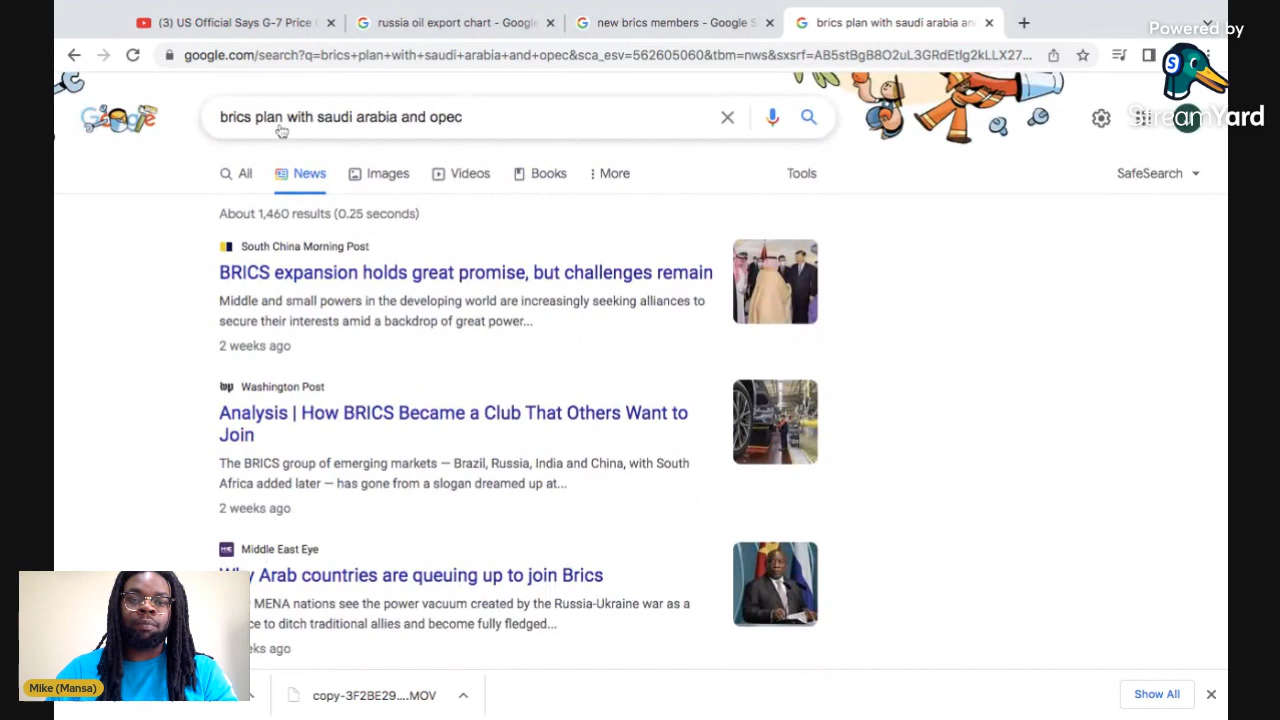 (3) US Official Says G-7 Price
russia oil export chart - Google
new brics members - Google S
brics plan with saudi arabia an
Powered by
google.com/search?q=brics+plan+with+saudi+arabia+and+opec&sca_esv=562605060&tbm=nws&sxsrf=AB5stBgB8O2uL3GRdEtIg2kLLX27...
StreamYard
brics plan with saudi arabia and opec
All
News
Images
Videos
Books
More
Tools
SafeSearch
About 1,460 results (0.25 seconds)
South China Morning Post
BRICS expansion holds great promise, but challenges remain
Middle and small powers in the developing world are increasingly seeking alliances to
secure their interests amid a backdrop of great power...
2 weeks ago
Washington Post
Analysis | How BRICS Became a Club That Others Want to
Join
The BRICS group of emerging markets — Brazil, Russia, India and China, with South
Africa added later — has gone from a slogan dreamed up at...
2 weeks ago
Middle East Eye
Why Arab countries are queuing up to join Brics
MENA nations see the power vacuum created by the Russia-Ukraine war as a
to ditch traditional allies and become fully fledged...
ago
Mike (Mansa)
copy-3F2BE29....MOV
Show All